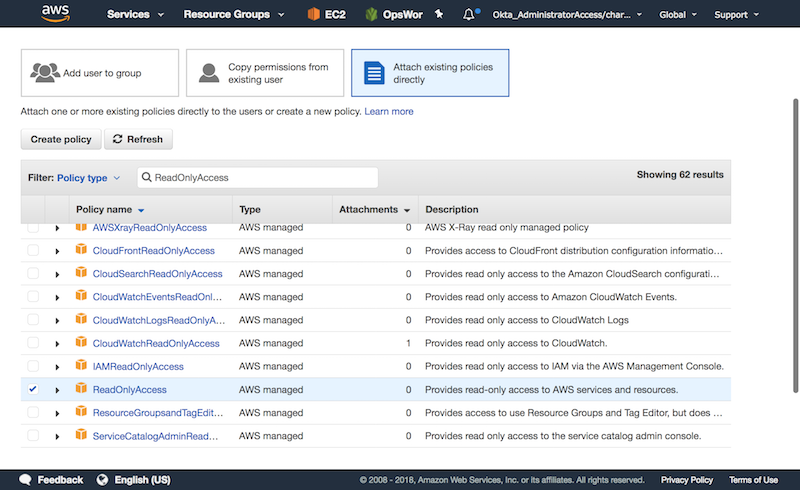 aws Services Resource Groups EC2 OpsWor Okta_AdministratorAccess/char... Global Support
Add user to group
Copy permissions from
existing user
Attach existing policies
directly
Attach one or more existing policies directly to the users or create a new policy. Learn more
Create policy Refresh
Filter: Policy type ReadOnlyAccess Showing 62 results
Policy name Type Attachments Description
AWSXrayReadOnlyAccess AWS managed 0 AWS X-Ray read only managed policy
CloudFrontReadOnlyAccess AWS managed 0 Provides access to CloudFront distribution configuration informatio...
CloudSearchReadOnlyAccess AWS managed 0 Provides read only access to the Amazon CloudSearch configurati...
CloudWatchEventsReadOnl... AWS managed 0 Provides read only access to Amazon CloudWatch Events.
CloudWatchLogsReadOnlyA... AWS managed 0 Provides read only access to CloudWatch Logs
CloudWatchReadOnlyAccess AWS managed 1 Provides read only access to CloudWatch.
IAMReadOnlyAccess AWS managed 0 Provides read only access to IAM via the AWS Management Console.
ReadOnlyAccess AWS managed 0 Provides read-only access to AWS services and resources.
ResourceGroupsandTagEdit... AWS managed 0 Provides access to use Resource Groups and Tag Editor, but does ...
ServiceCatalogAdminRead... AWS managed 0 Provides read only access to the service catalog admin console.
Feedback English (US) © 2008 - 2018, Amazon Web Services, Inc. or its affiliates. All rights reserved. Privacy Policy Terms of Use